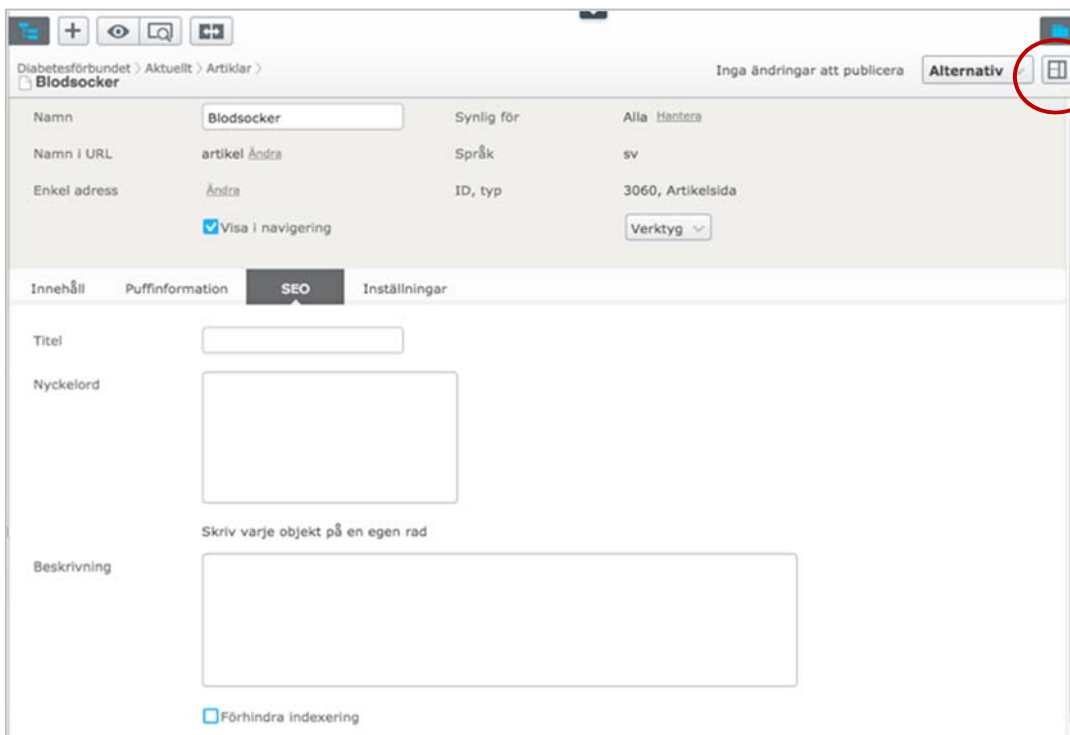 Diabetesförbundet > Aktuellt > Artiklar >
Blodsocker
Inga ändringar att publicera
Alternativ
Namn
Blodsocker
Synlig för
Alla Hantera
Namn i URL
artikel Ändra
Språk
sv
Enkel adress
Ändra
ID, typ
3060, Artikelsida
Visa i navigering
Verktyg
Innehåll
Puffinformation
SEO
Inställningar
Titel
Nyckelord
Skriv varje objekt på en egen rad
Beskrivning
Förhindra indexering